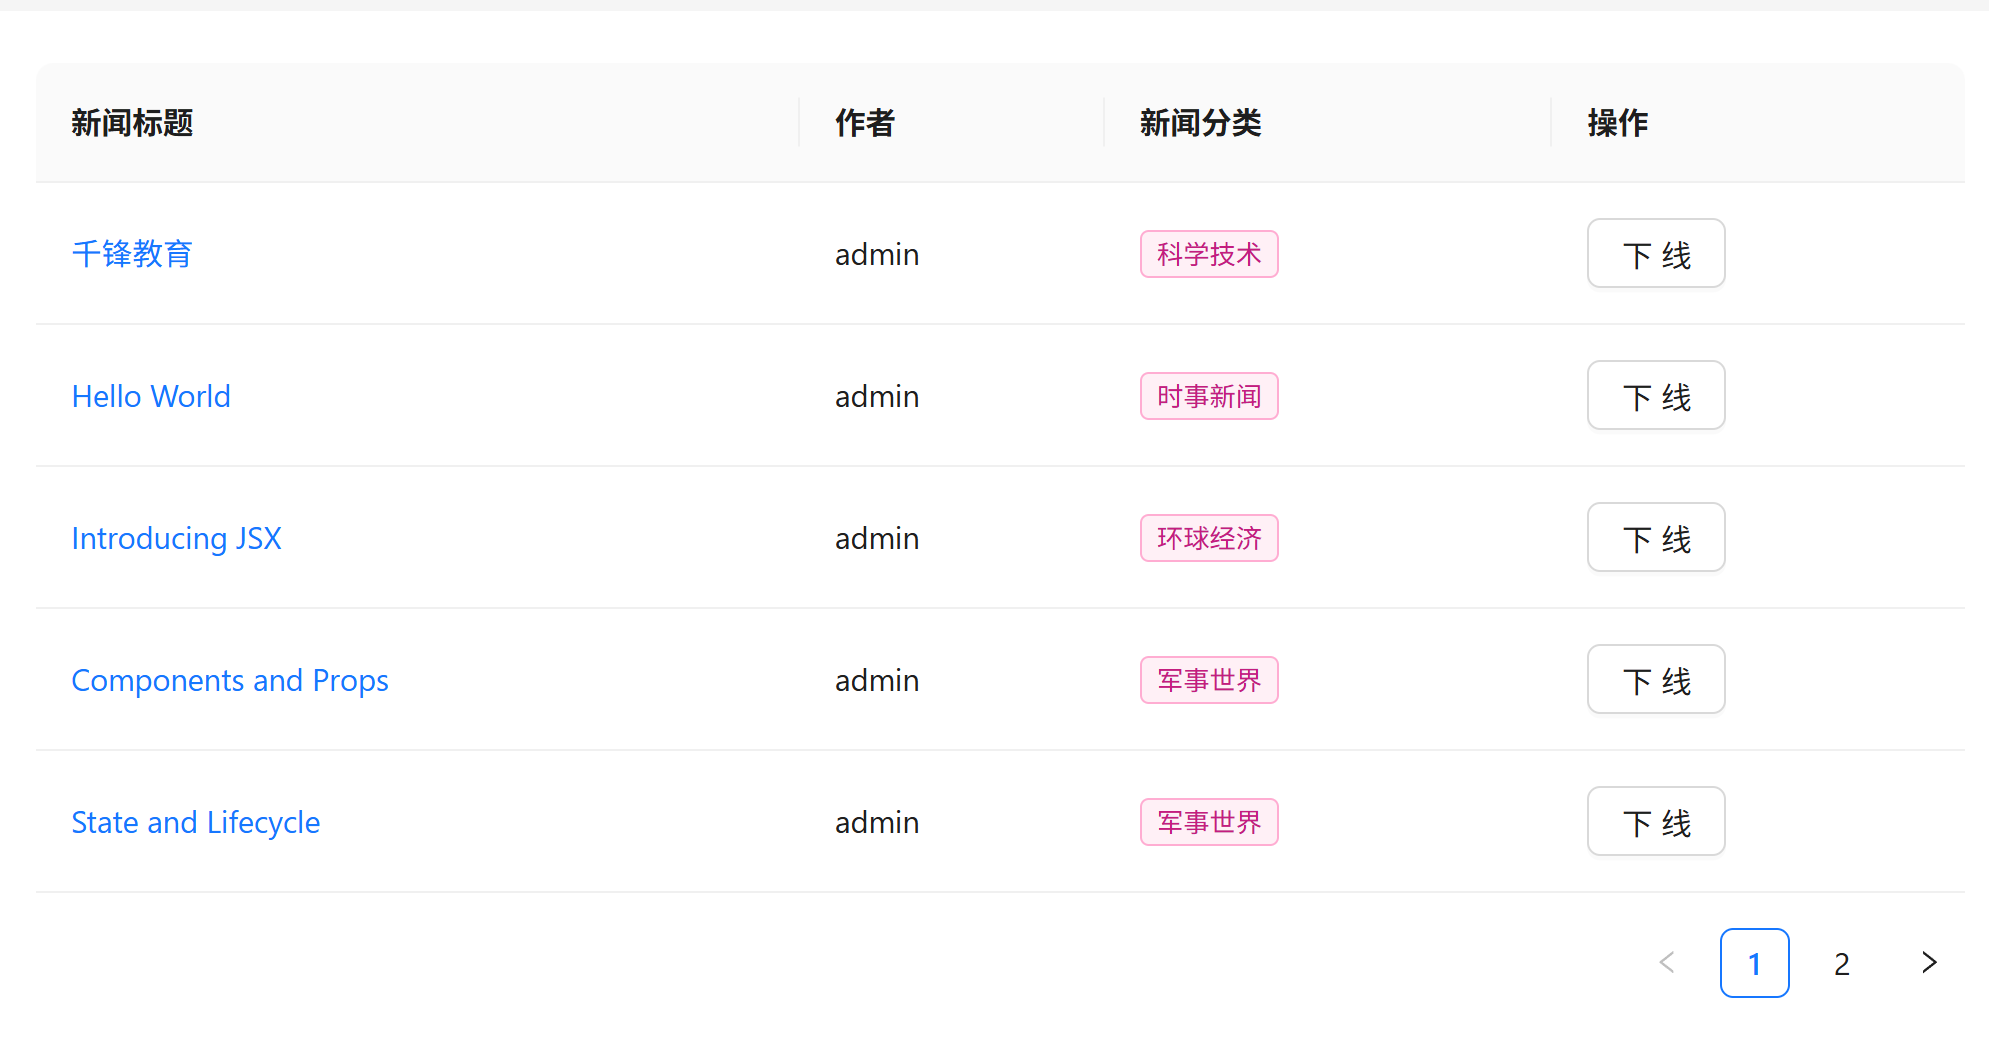 新闻标题 作者 新闻分类 操作
千锋教育 admin 科学技术 下 线
Hello World admin 时事新闻 下 线
Introducing JSX admin 环球经济 下 线
Components and Props admin 军事世界 下 线
State and Lifecycle admin 军事世界 下 线
< 1 2 >